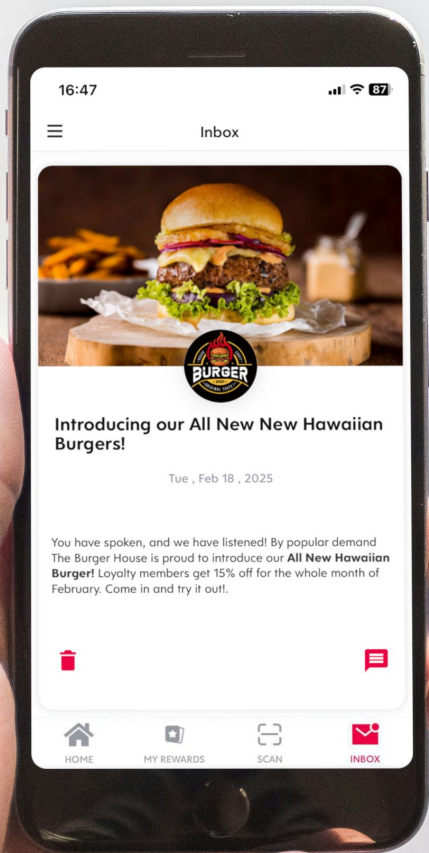 16:47
87
Inbox
BURGER
ORIGINAL TASTE
Introducing our All New New Hawaiian
Burgers!
Tue , Feb 18 , 2025
You have spoken, and we have listened! By popular demand
The Burger House is proud to introduce our All New Hawaiian
Burger! Loyalty members get 15% off for the whole month of
February. Come in and try it out!.
HOME
MY REWARDS
SCAN
INBOX